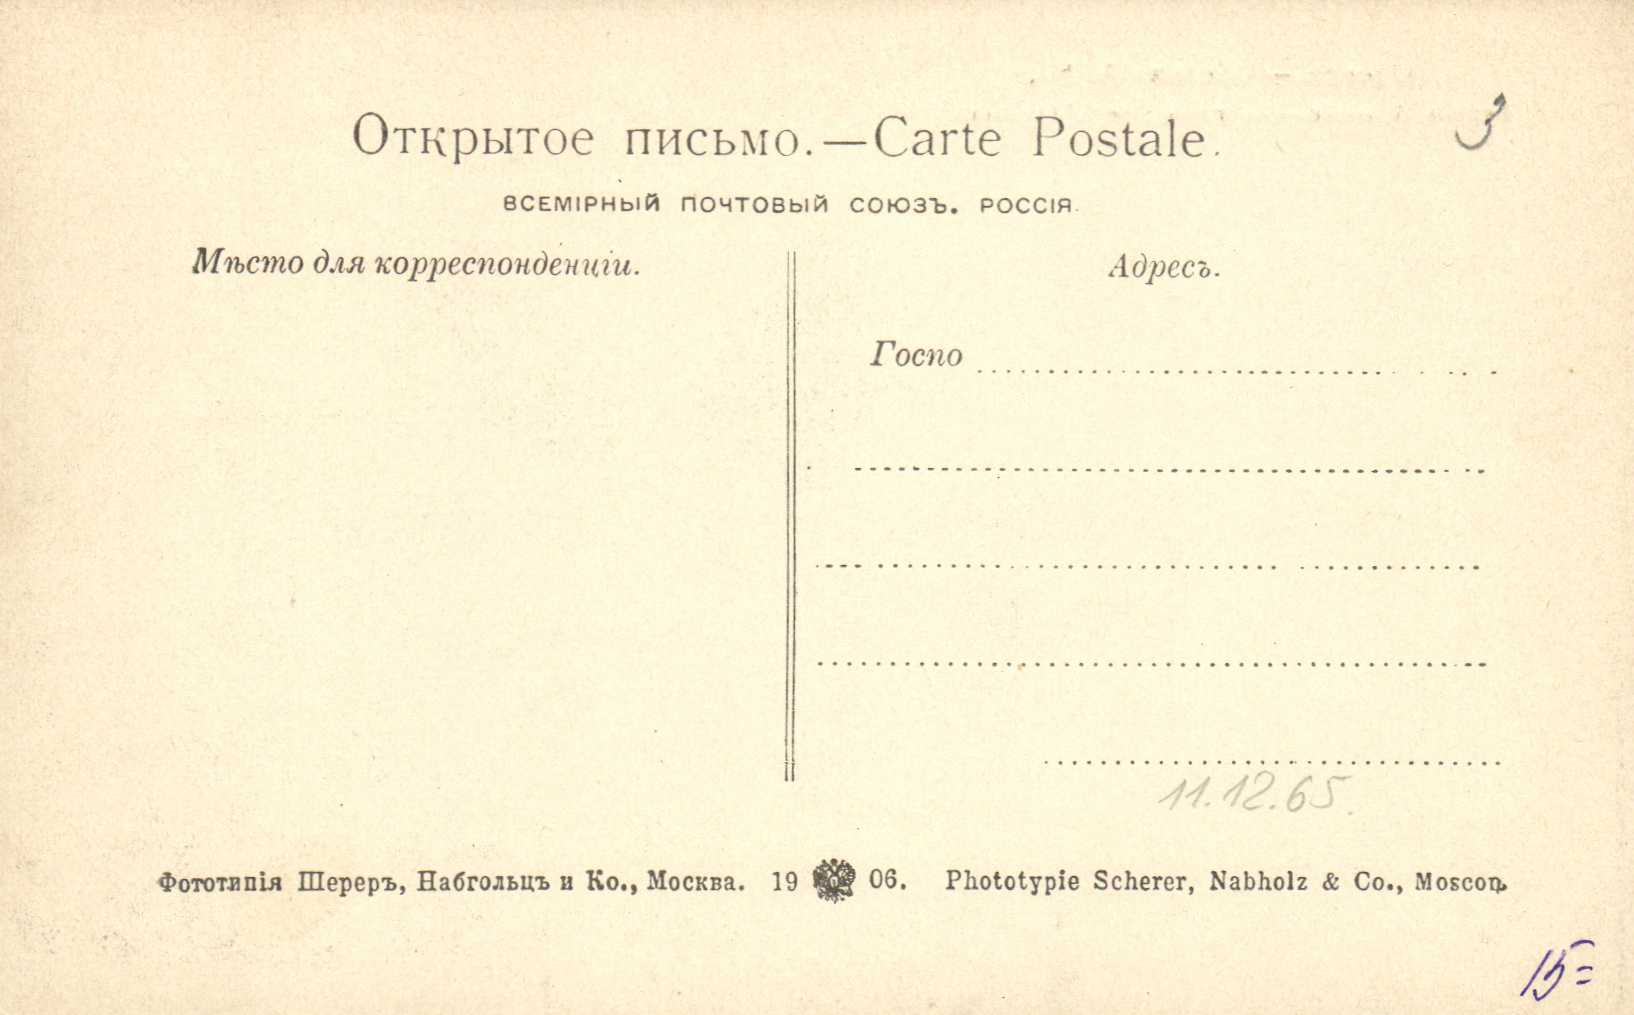 Открытое письмо.—Carte Postale.
3
ВСЕМІРНЫЙ ПОЧТОВЫЙ СОЮЗЪ. РОССІЯ.
Мѣсто для корреспонденціи.
Адресъ.
Госпо
11.12.65.
Фототипія Шереръ, Набгольцъ и Ко., Москва. 19 06. Phototypie Scherer, Nabholz & Co., Moscou.
15=